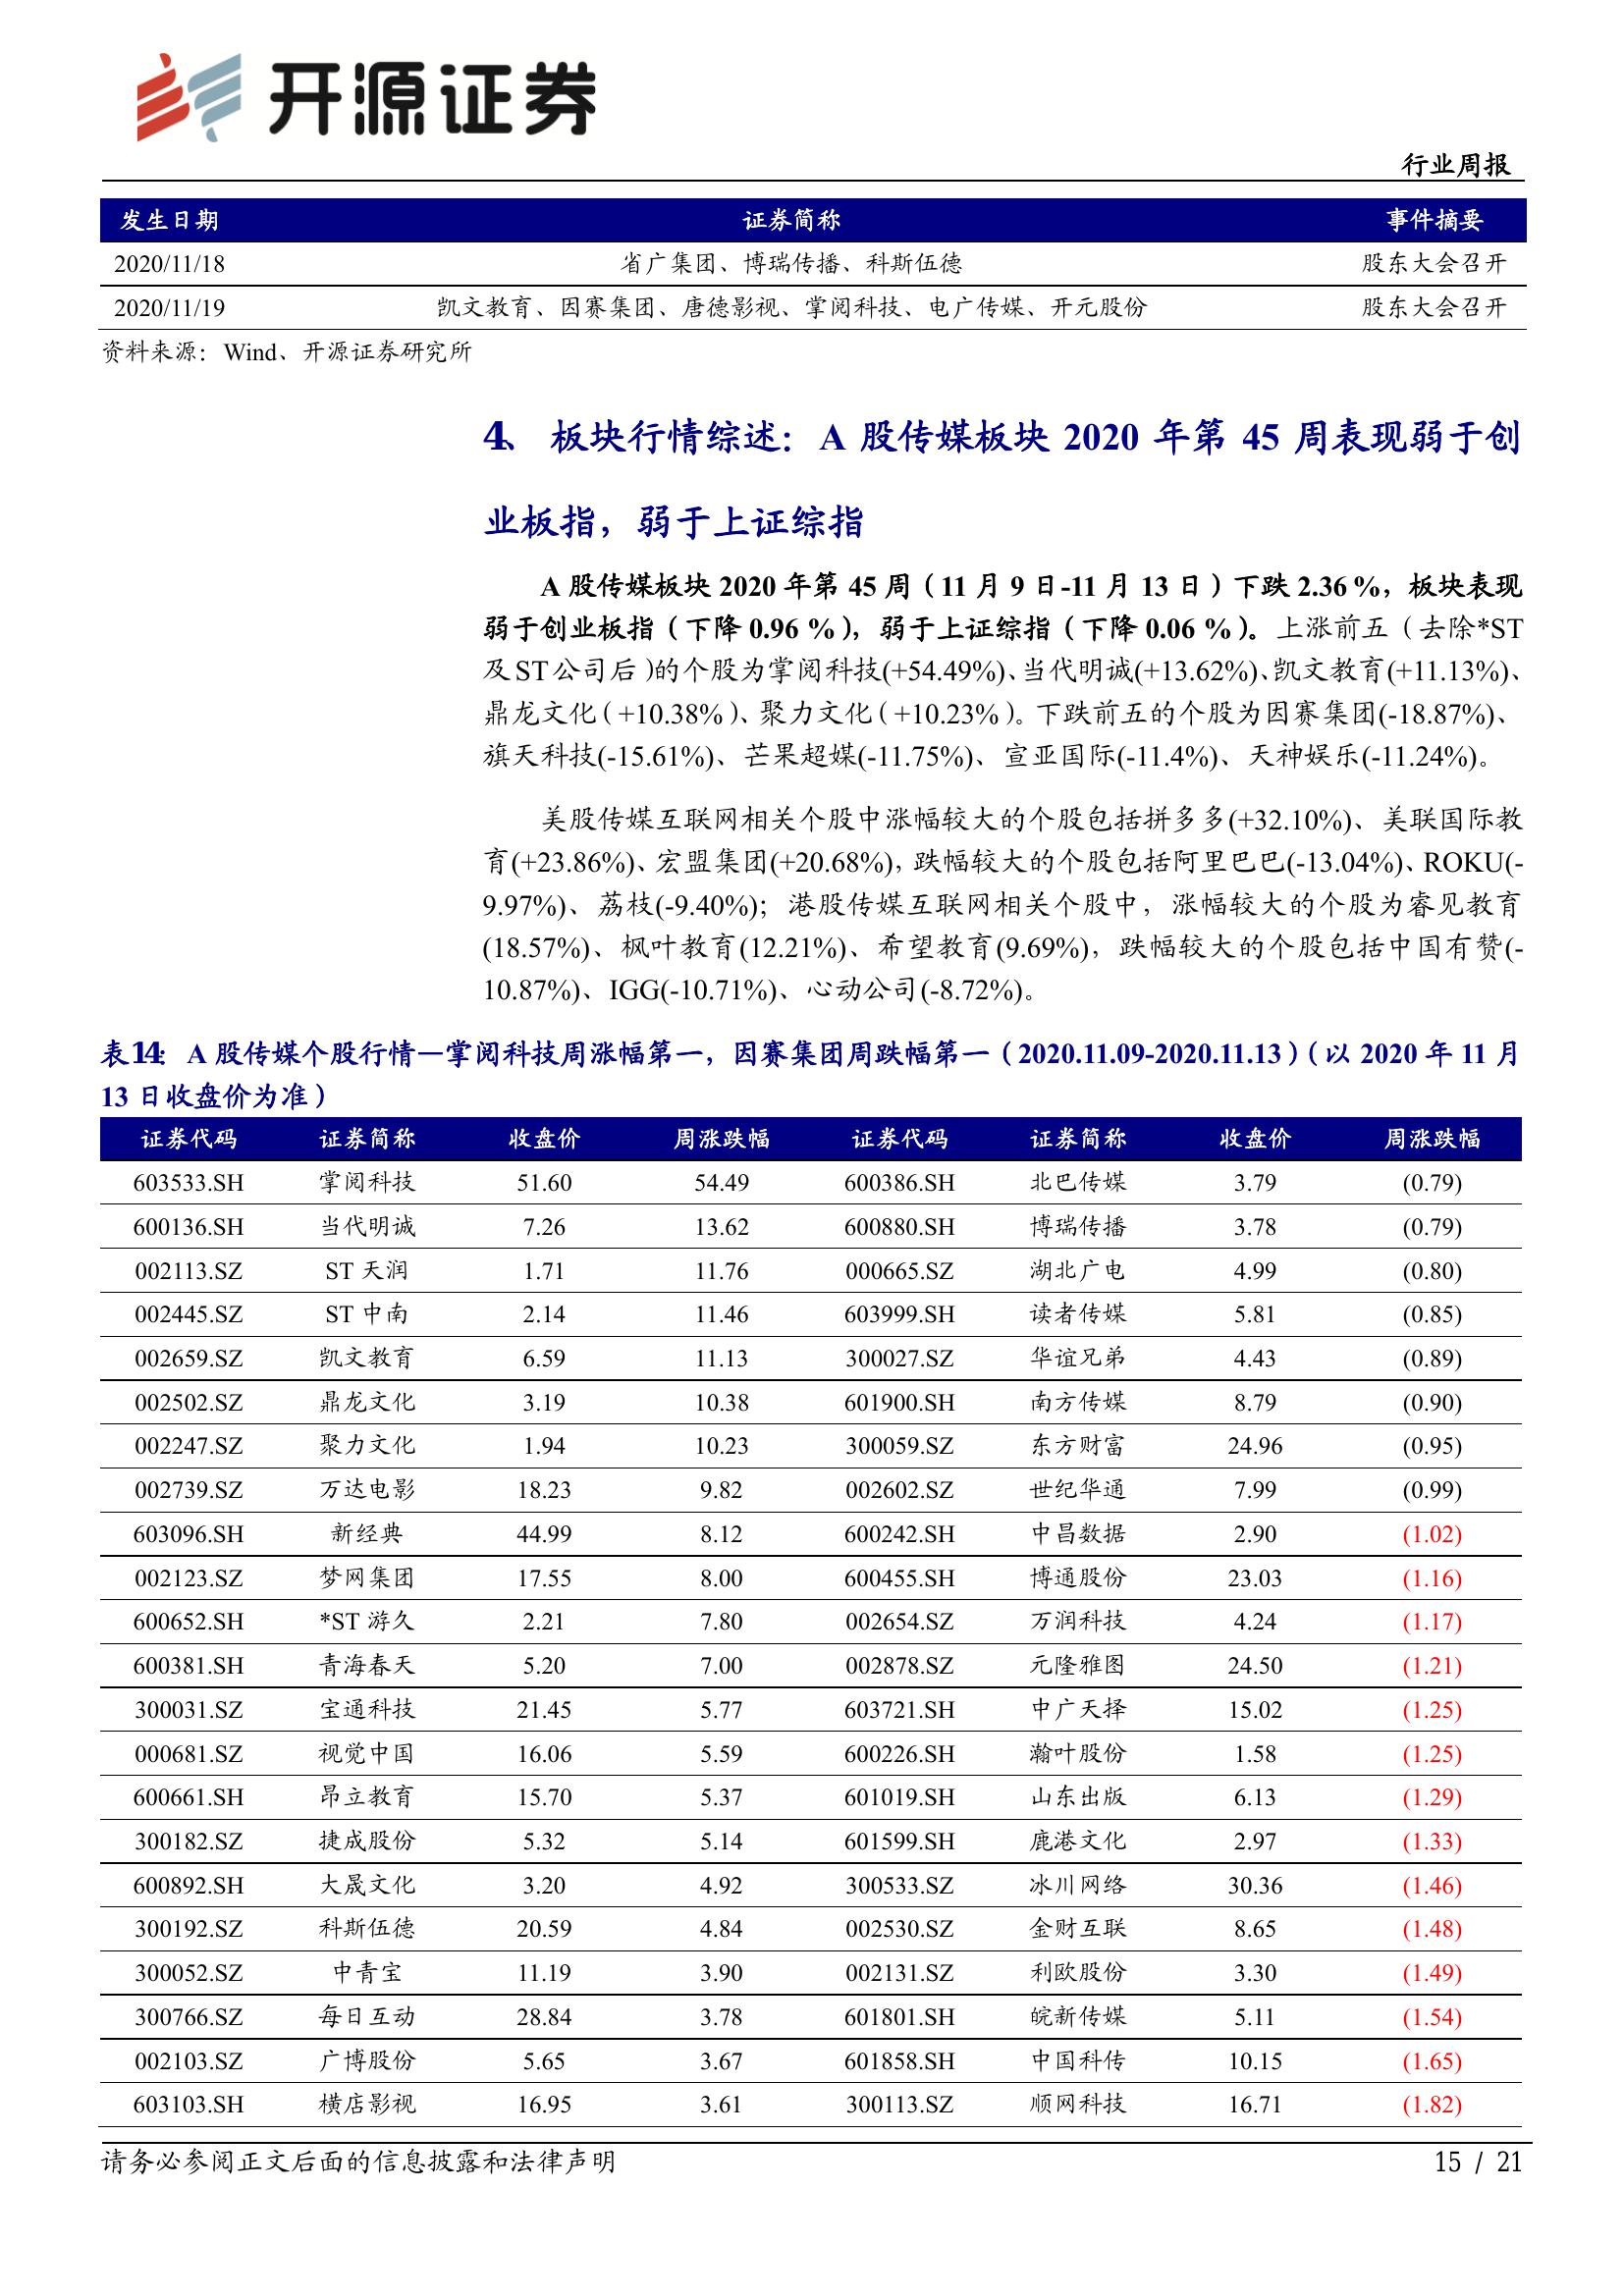 开源证券
行业周报
发生日期 证券简称 事件摘要
2020/11/18 省广集团、博瑞传播、科斯伍德 股东大会召开
2020/11/19 凯文教育、因赛集团、唐德影视、掌阅科技、电广传媒、开元股份 股东大会召开
资料来源：Wind、开源证券研究所
4、 板块行情综述：A 股传媒板块 2020 年第 45 周表现弱于创
业板指，弱于上证综指
A 股传媒板块 2020 年第 45 周（11 月 9 日-11 月 13 日）下跌 2.36 %，板块表现
弱于创业板指（下降 0.96 %），弱于上证综指（下降 0.06 %）。上涨前五（去除*ST
及 ST 公司后）的个股为掌阅科技(+54.49%)、当代明诚(+13.62%)、凯文教育(+11.13%)、
鼎龙文化（+10.38%）、聚力文化（+10.23%）。下跌前五的个股为因赛集团(-18.87%)、
旗天科技(-15.61%)、芒果超媒(-11.75%)、宣亚国际(-11.4%)、天神娱乐(-11.24%)。
美股传媒互联网相关个股中涨幅较大的个股包括拼多多(+32.10%)、美联国际教
育(+23.86%)、宏盟集团(+20.68%)，跌幅较大的个股包括阿里巴巴(-13.04%)、ROKU(-
9.97%)、荔枝(-9.40%)；港股传媒互联网相关个股中，涨幅较大的个股为睿见教育
(18.57%)、枫叶教育(12.21%)、希望教育(9.69%)，跌幅较大的个股包括中国有赞(-
10.87%)、IGG(-10.71%)、心动公司(-8.72%)。
表14：A 股传媒个股行情—掌阅科技周涨幅第一，因赛集团周跌幅第一（2020.11.09-2020.11.13）（以 2020 年 11 月
13 日收盘价为准）
证券代码 证券简称 收盘价 周涨跌幅 证券代码 证券简称 收盘价 周涨跌幅
603533.SH 掌阅科技 51.60 54.49 600386.SH 北巴传媒 3.79 (0.79)
600136.SH 当代明诚 7.26 13.62 600880.SH 博瑞传播 3.78 (0.79)
002113.SZ ST 天润 1.71 11.76 000665.SZ 湖北广电 4.99 (0.80)
002445.SZ ST 中南 2.14 11.46 603999.SH 读者传媒 5.81 (0.85)
002659.SZ 凯文教育 6.59 11.13 300027.SZ 华谊兄弟 4.43 (0.89)
002502.SZ 鼎龙文化 3.19 10.38 601900.SH 南方传媒 8.79 (0.90)
002247.SZ 聚力文化 1.94 10.23 300059.SZ 东方财富 24.96 (0.95)
002739.SZ 万达电影 18.23 9.82 002602.SZ 世纪华通 7.99 (0.99)
603096.SH 新经典 44.99 8.12 600242.SH 中昌数据 2.90 (1.02)
002123.SZ 梦网集团 17.55 8.00 600455.SH 博通股份 23.03 (1.16)
600652.SH *ST 游久 2.21 7.80 002654.SZ 万润科技 4.24 (1.17)
600381.SH 青海春天 5.20 7.00 002878.SZ 元隆雅图 24.50 (1.21)
300031.SZ 宝通科技 21.45 5.77 603721.SH 中广天择 15.02 (1.25)
000681.SZ 视觉中国 16.06 5.59 600226.SH 瀚叶股份 1.58 (1.25)
600661.SH 昂立教育 15.70 5.37 601019.SH 山东出版 6.13 (1.29)
300182.SZ 捷成股份 5.32 5.14 601599.SH 鹿港文化 2.97 (1.33)
600892.SH 大晟文化 3.20 4.92 300533.SZ 冰川网络 30.36 (1.46)
300192.SZ 科斯伍德 20.59 4.84 002530.SZ 金财互联 8.65 (1.48)
300052.SZ 中青宝 11.19 3.90 002131.SZ 利欧股份 3.30 (1.49)
300766.SZ 每日互动 28.84 3.78 601801.SH 皖新传媒 5.11 (1.54)
002103.SZ 广博股份 5.65 3.67 601858.SH 中国科传 10.15 (1.65)
603103.SH 横店影视 16.95 3.61 300113.SZ 顺网科技 16.71 (1.82)
请务必参阅正文后面的信息披露和法律声明 15 / 21